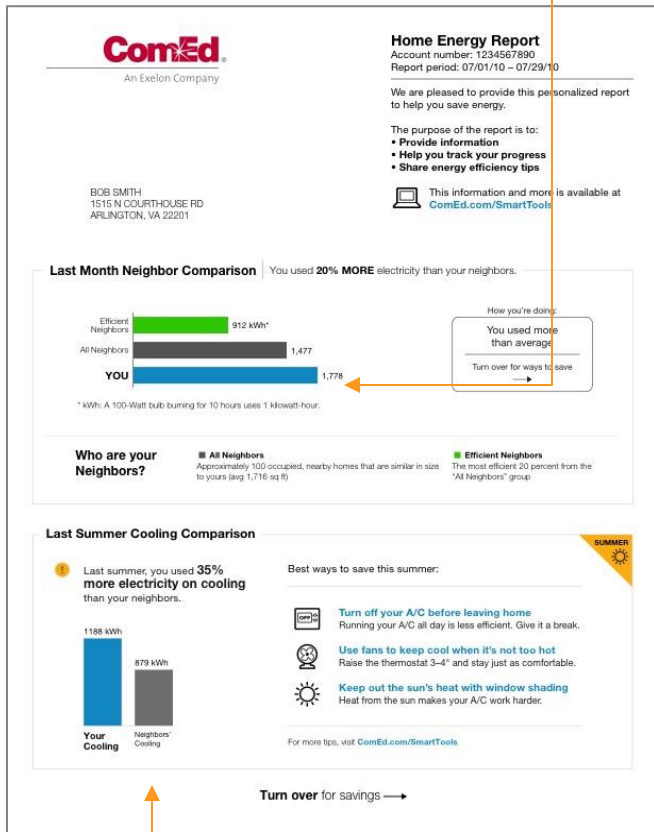 ComEd®
An Exelon Company
Home Energy Report
Account number: 1234567890
Report period: 07/01/10 – 07/29/10
We are pleased to provide this personalized report
to help you save energy.
The purpose of the report is to:
• Provide information
• Help you track your progress
• Share energy efficiency tips
This information and more is available at
ComEd.com/SmartTools
BOB SMITH
1515 N COURTHOUSE RD
ARLINGTON, VA 22201
Last Month Neighbor Comparison | You used 20% MORE electricity than your neighbors.
Efficient
Neighbors
912 kWh*
All Neighbors
1,477
YOU
1,778
* kWh: A 100-Watt bulb burning for 10 hours uses 1 kilowatt-hour.
How you're doing:
You used more
than average
Turn over for ways to save
Who are your
Neighbors?
All Neighbors
Approximately 100 occupied, nearby homes that are similar in size
to yours (avg 1,716 sq ft)
Efficient Neighbors
The most efficient 20 percent from the
"All Neighbors" group
Last Summer Cooling Comparison
SUMMER
Last summer, you used 35%
more electricity on cooling
than your neighbors.
1188 kWh
879 kWh
Your
Cooling
Neighbors'
Cooling
Best ways to save this summer:
OFF
Turn off your A/C before leaving home
Running your A/C all day is less efficient. Give it a break.
Use fans to keep cool when it's not too hot
Raise the thermostat 3–4° and stay just as comfortable.
Keep out the sun's heat with window shading
Heat from the sun makes your A/C work harder.
For more tips, visit ComEd.com/SmartTools
Turn over for savings